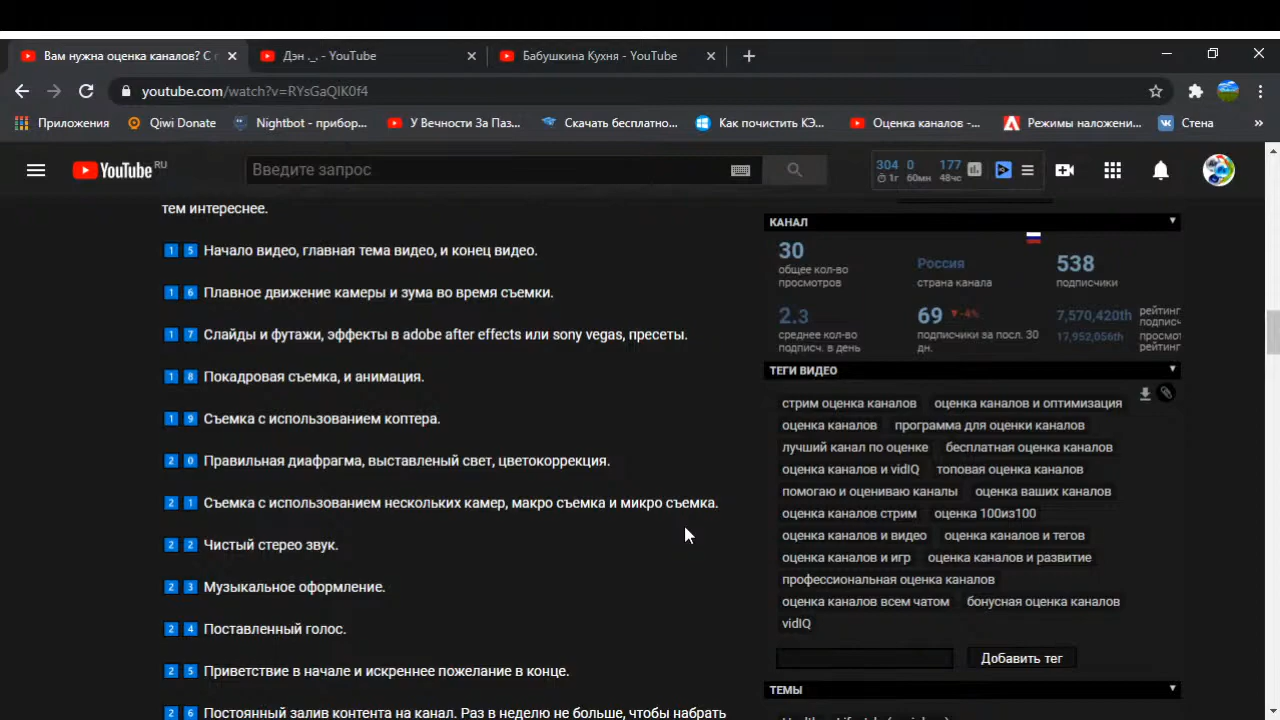 Вам нужна оценка каналов? С
Дэн ._. - YouTube
Бабушкина Кухня - YouTube
youtube.com/watch?v=RYsGaQIK0f4
Приложения
Qiwi Donate
Nightbot - прибор...
У Вечности За Паз...
Скачать бесплатно...
Как почистить КЭ...
Оценка каналов -...
Режимы наложени...
Стена
»
YouTube RU
Введите запрос
304 0 177
1г 60мн 48чс
тем интереснее.
1 5 Начало видео, главная тема видео, и конец видео.
1 6 Плавное движение камеры и зума во время съемки.
1 7 Слайды и футажи, эффекты в adobe after effects или sony vegas, пресеты.
1 8 Покадровая съемка, и анимация.
1 9 Съемка с использованием коптера.
2 0 Правильная диафрагма, выставленый свет, цветокоррекция.
2 1 Съемка с использованием нескольких камер, макро съемка и микро съемка.
2 2 Чистый стерео звук.
2 3 Музыкальное оформление.
2 4 Поставленный голос.
2 5 Приветствие в начале и искреннее пожелание в конце.
2 6 Постоянный залив контента на канал. Раз в неделю не больше, чтобы набрать
КАНАЛ
30
общее кол-во
просмотров
Россия
страна канала
538
подписчики
2.3
среднее кол-во
подписч. в день
69 ▼-4%
подписчики за посл. 30
дн.
7,570,420th рейтинг
подпис
17,952,056th просмо
рейтинг
ТЕГИ ВИДЕО
стрим оценка каналов оценка каналов и оптимизация
оценка каналов программа для оценки каналов
лучший канал по оценке бесплатная оценка каналов
оценка каналов и vidIQ топовая оценка каналов
помогаю и оцениваю каналы оценка ваших каналов
оценка каналов стрим оценка 100из100
оценка каналов и видео оценка каналов и тегов
оценка каналов и игр оценка каналов и развитие
профессиональная оценка каналов
оценка каналов всем чатом бонусная оценка каналов
vidIQ
Добавить тег
ТЕМЫ